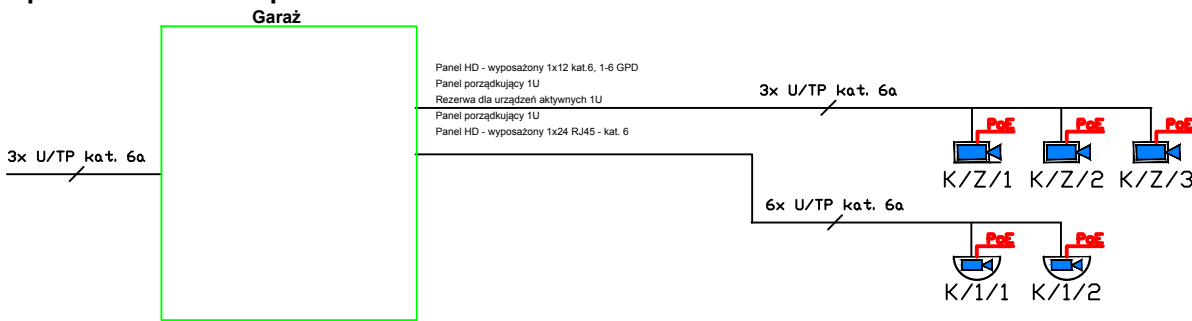 Garaż
Panel HD - wyposażony 1x12 kat.6, 1-6 GPD
Panel porządkujący 1U
Rezerwa dla urządzeń aktywnych 1U
Panel porządkujący 1U
Panel HD - wyposażony 1x24 RJ45 - kat. 6
3x U/TP kat. 6a
3x U/TP kat. 6a
PoE PoE PoE
K/Z/1 K/Z/2 K/Z/3
6x U/TP kat. 6a
PoE PoE
K/1/1 K/1/2